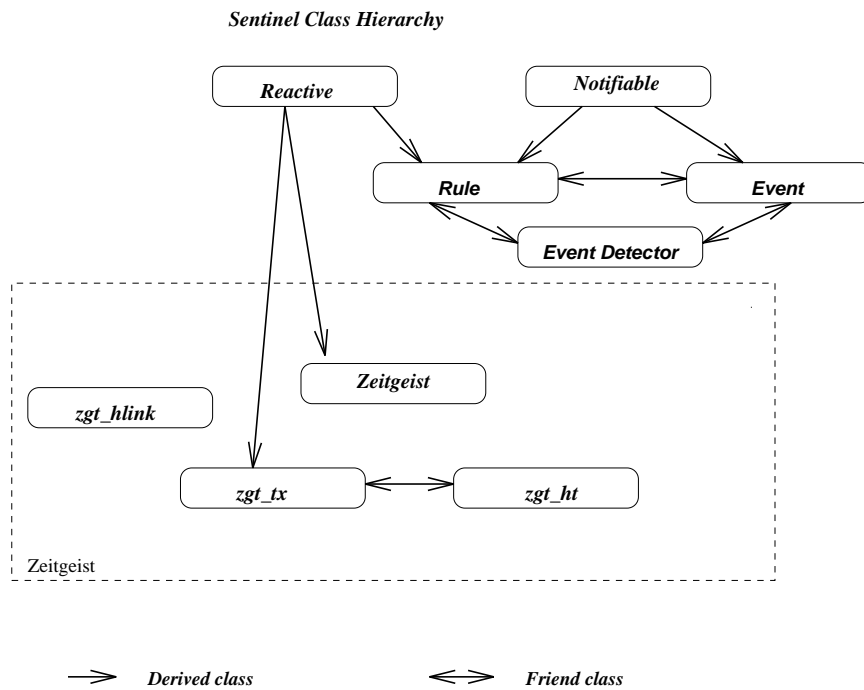 Sentinel Class Hierarchy
Reactive
Notifiable
Rule
Event
Event Detector
Zeitgeist
zgt_hlink
zgt_tx
zgt_ht
Zeitgeist
Derived class
Friend class